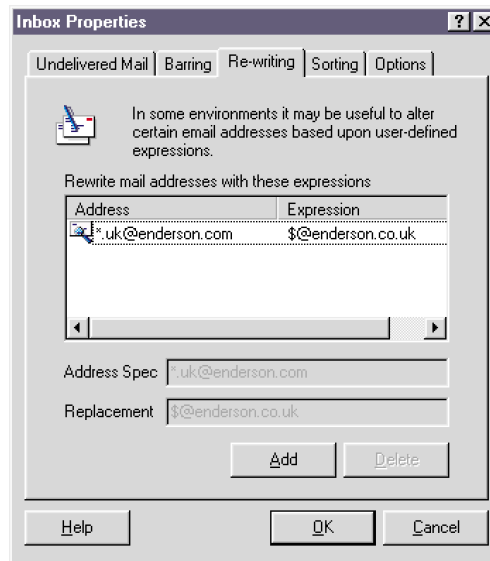 Inbox Properties
Undelivered Mail Barring Re-writing Sorting Options
In some environments it may be useful to alter
certain email addresses based upon user-defined
expressions.
Rewrite mail addresses with these expressions
Address Expression
*.uk@enderson.com $@enderson.co.uk
Address Spec *.uk@enderson.com
Replacement $@enderson.co.uk
Add Delete
Help OK Cancel